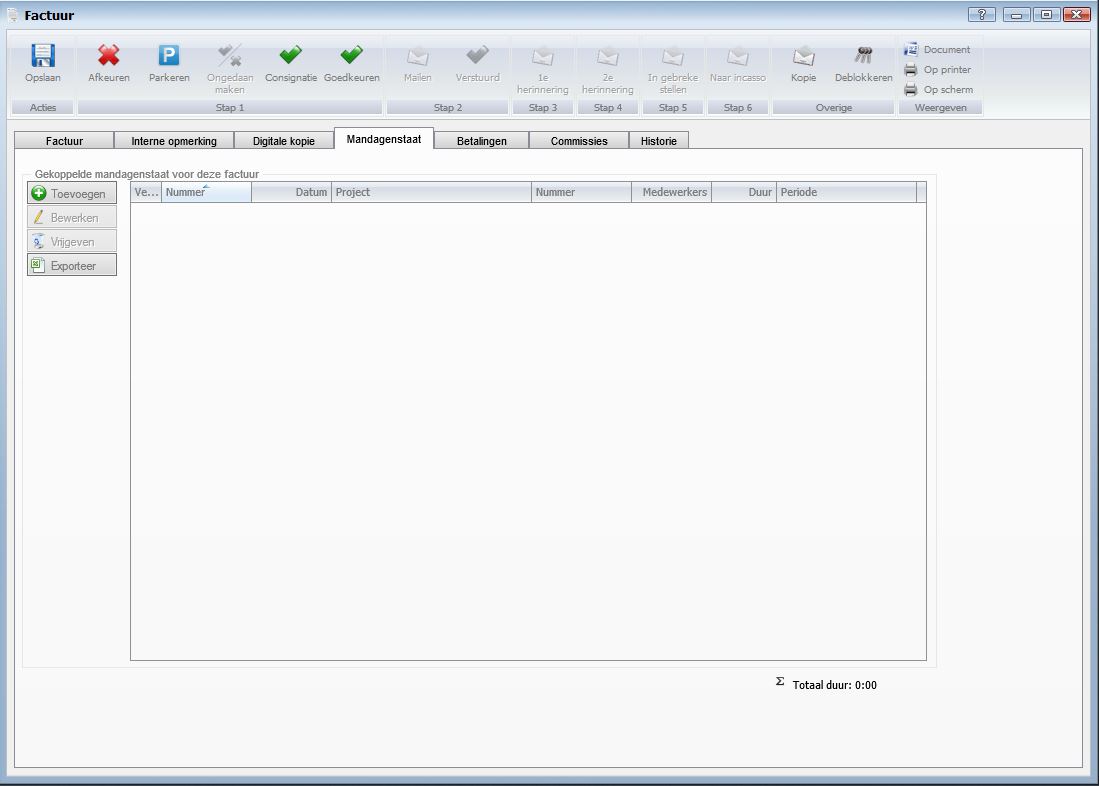 Factuur
Opslaan
Afkeuren
Parkeren
Ongedaan
maken
Consignatie
Goedkeuren
Mailen
Verstuurd
1e
herinnering
2e
herinnering
In gebreke
stellen
Naar incasso
Kopie
Deblokkeren
Document
Op printer
Op scherm
Acties
Stap 1
Stap 2
Stap 3
Stap 4
Stap 5
Stap 6
Overige
Weergeven
Factuur
Interne opmerking
Digitale kopie
Mandagenstaat
Betalingen
Commissies
Historie
Gekoppelde mandagenstaat voor deze factuur
Toevoegen
Bewerken
Vrijgeven
Exporteer
Ve... Nummer Datum Project Nummer Medewerkers Duur Periode
Σ Totaal duur: 0:00